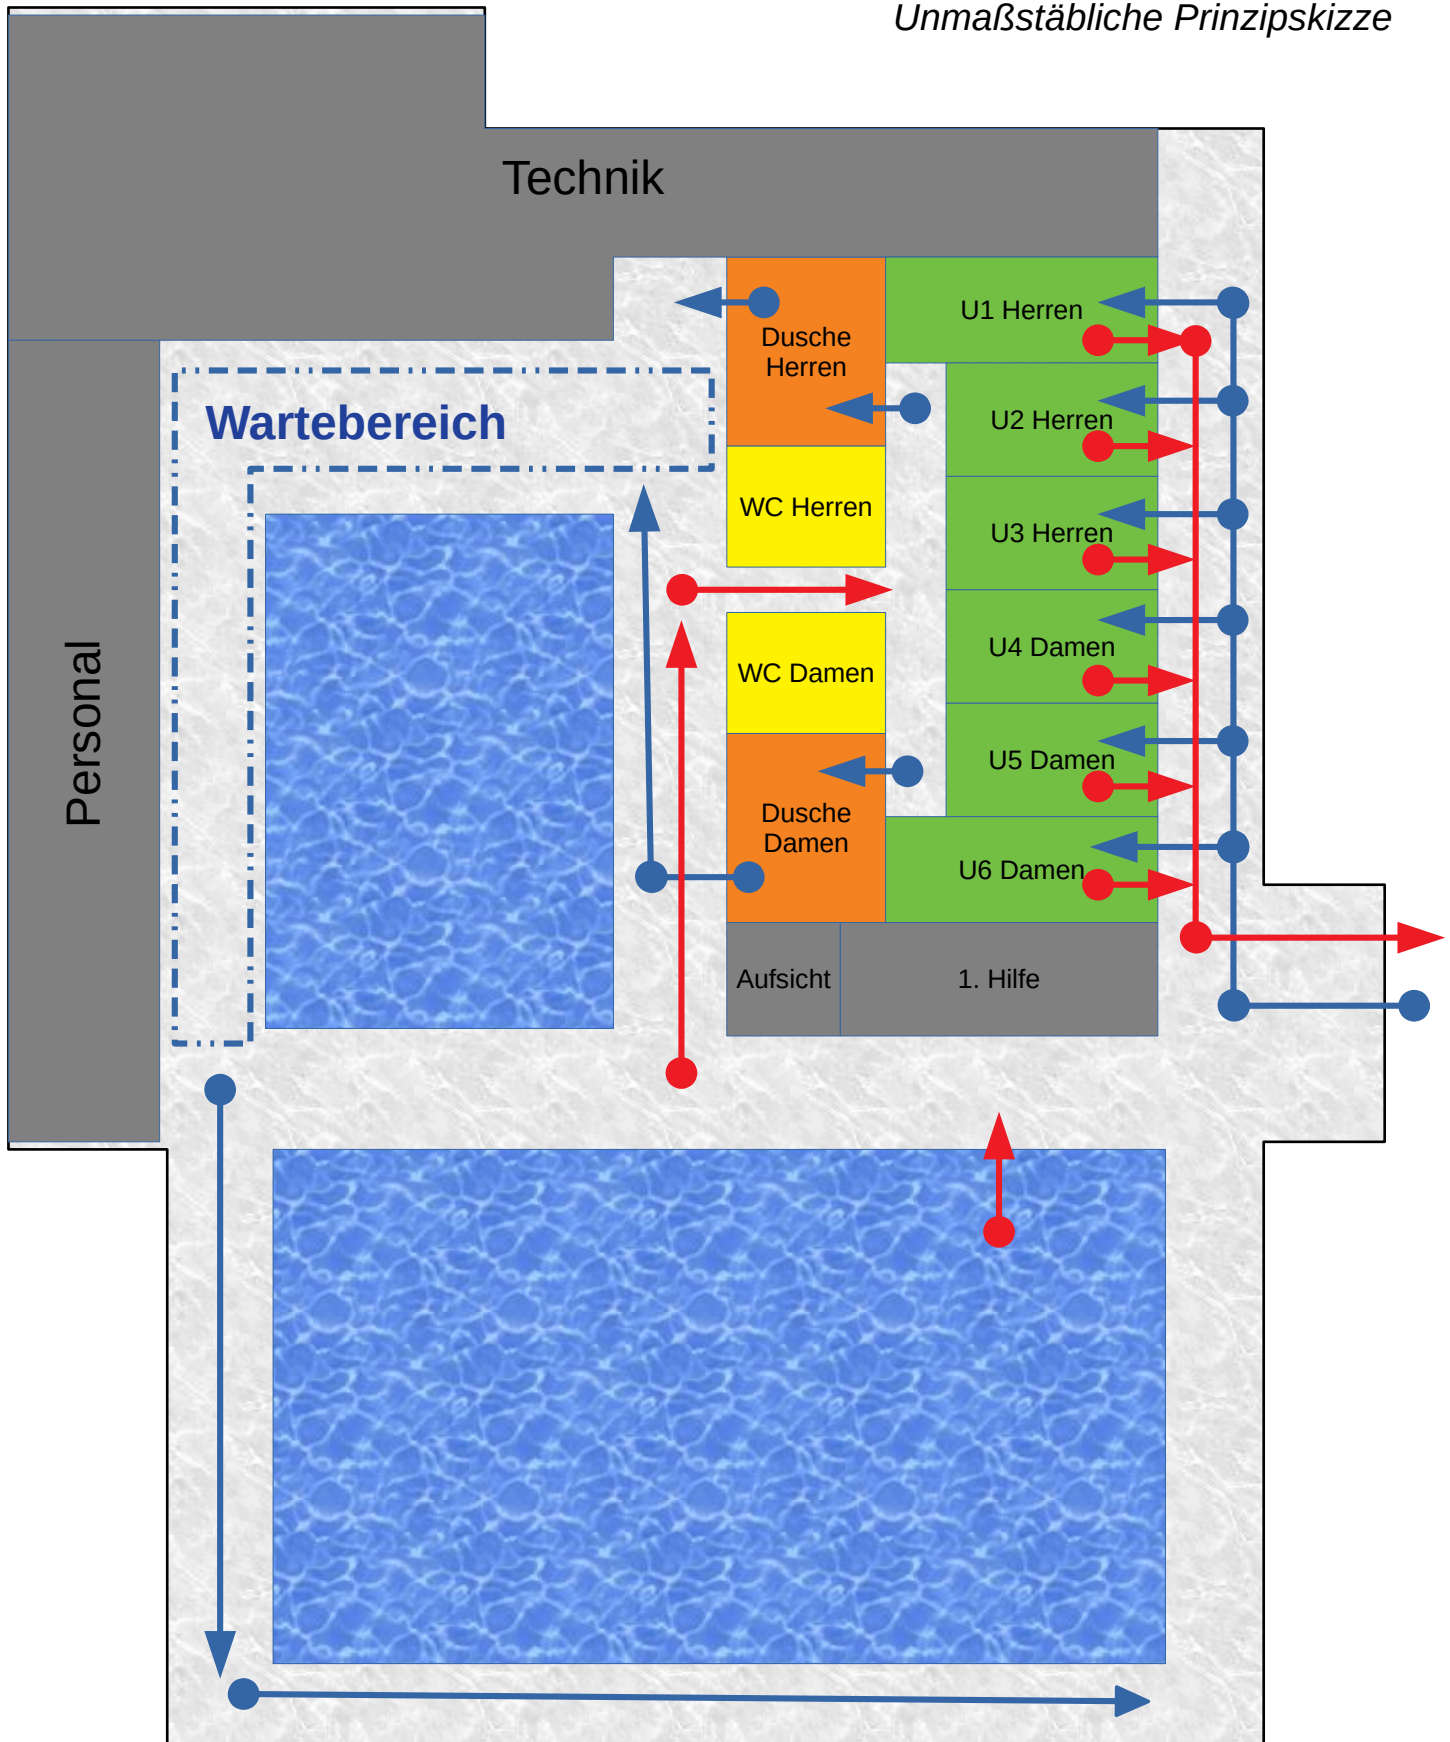 Unmaßstäbliche Prinzipskizze
Technik
U1 Herren
Dusche
Herren
Wartebereich
U2 Herren
WC Herren
U3 Herren
U4 Damen
WC Damen
Personal
U5 Damen
Dusche
Damen
U6 Damen
Aufsicht
1. Hilfe